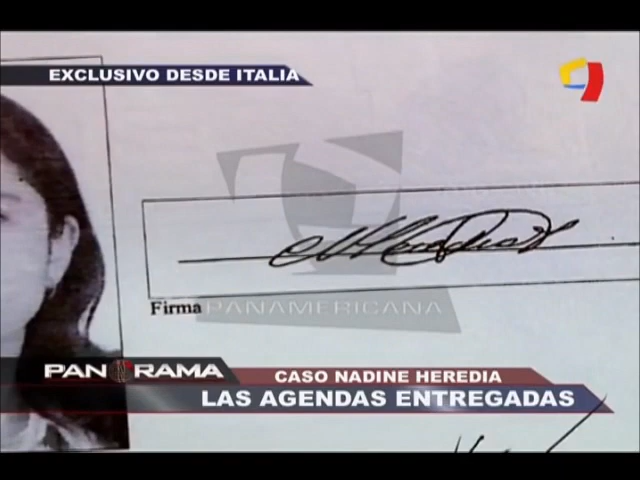 EXCLUSIVO DESDE ITALIA
Firma
PANAMERICANA
PANORAMA
CASO NADINE HEREDIA
LAS AGENDAS ENTREGADAS